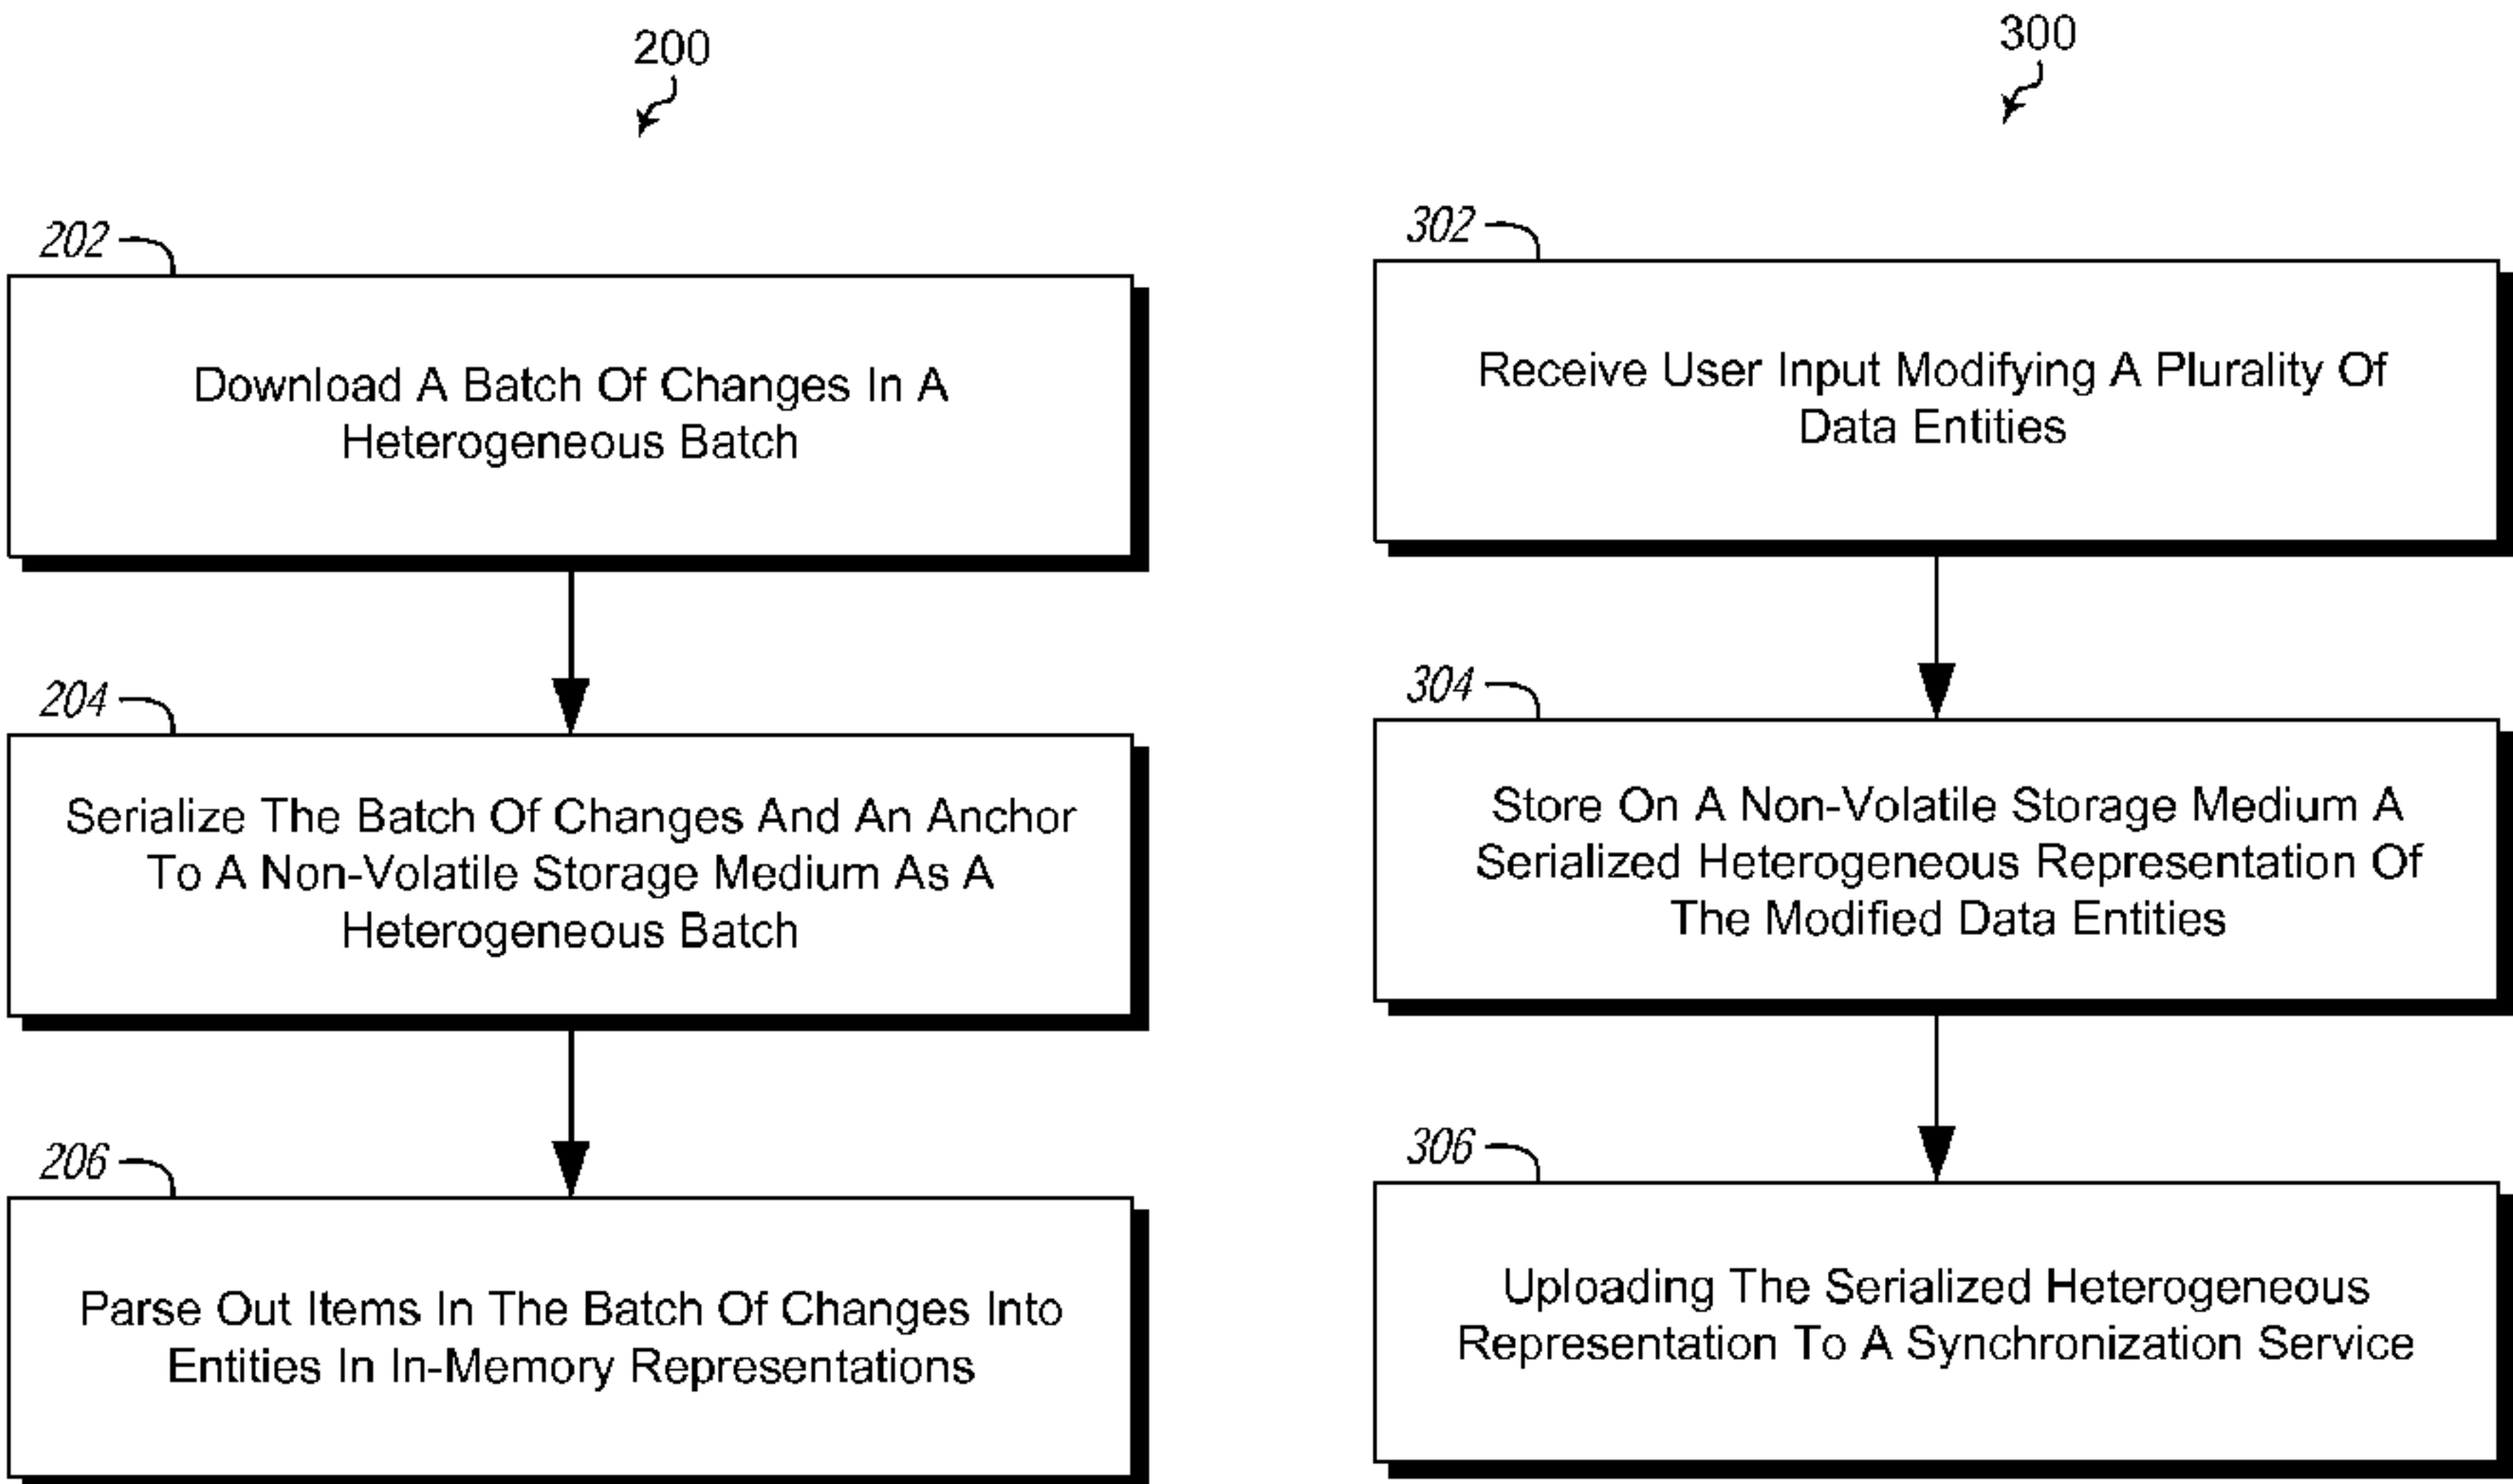 200
202
Download A Batch Of Changes In A
Heterogeneous Batch
204
Serialize The Batch Of Changes And An Anchor
To A Non-Volatile Storage Medium As A
Heterogeneous Batch
206
Parse Out Items In The Batch Of Changes Into
Entities In In-Memory Representations
300
302
Receive User Input Modifying A Plurality Of
Data Entities
304
Store On A Non-Volatile Storage Medium A
Serialized Heterogeneous Representation Of
The Modified Data Entities
306
Uploading The Serialized Heterogeneous
Representation To A Synchronization Service